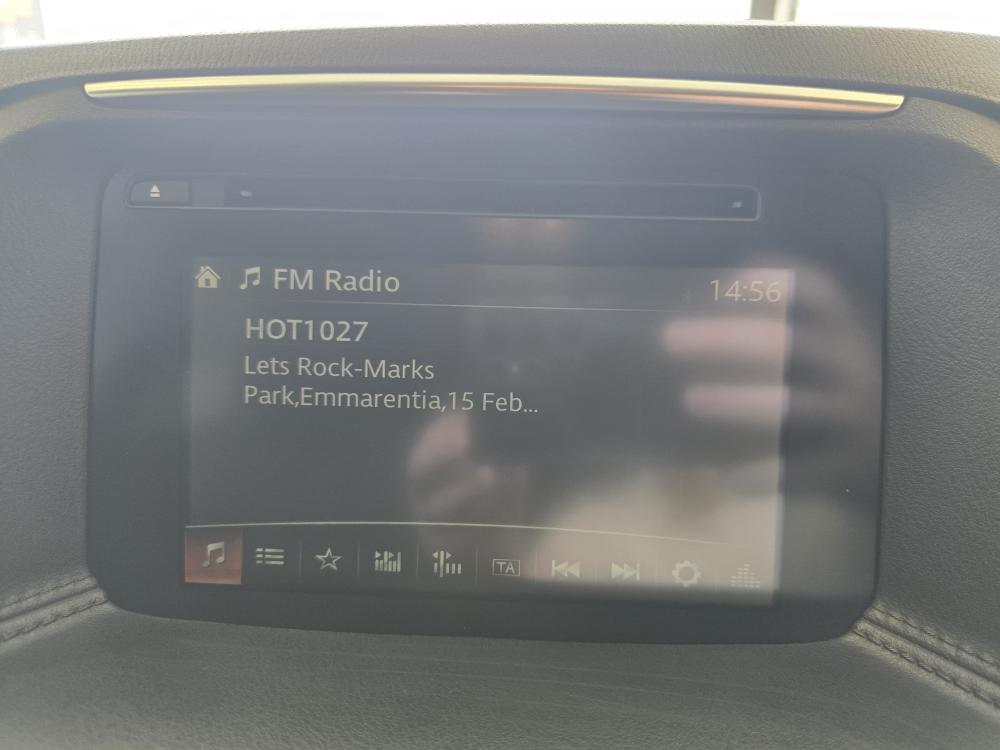 FM Radio
14:56
HOT1027
Lets Rock-Marks
Park,Emmarentia,15 Feb...
TA